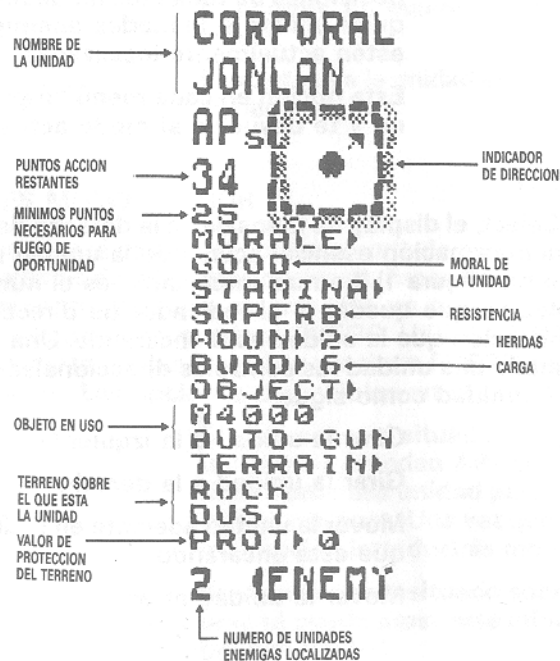 CORPORAL
NOMBRE DE
LA UNIDAD
JONLAN
APs
PUNTOS ACCION
RESTANTES
34
INDICADOR
DE DIRECCION
MINIMOS PUNTOS
NECESARIOS PARA
FUEGO DE
OPORTUNIDAD
25
MORALE
GOOD
MORAL DE
LA UNIDAD
STAMINA
SUPERB
RESISTENCIA
WOUN 2
HERIDAS
BURD 6
CARGA
OBJECT
OBJETO EN USO
M4000
AUTO GUN
TERRAIN
TERRENO SOBRE
EL QUE ESTA
LA UNIDAD
ROCK
DUST
VALOR DE
PROTECCION
DEL TERRENO
PROT 0
2 ENEMY
NUMERO DE UNIDADES
ENEMIGAS LOCALIZADAS